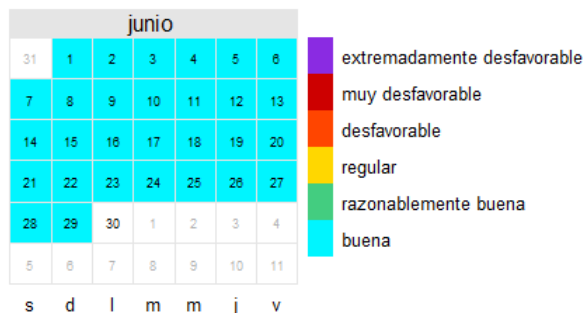 junio
31 1 2 3 4 5 6
7 8 9 10 11 12 13
14 15 16 17 18 19 20
21 22 23 24 25 26 27
28 29 30 1 2 3 4
5 6 7 8 9 10 11
s d l m m j v
extremadamente desfavorable
muy desfavorable
desfavorable
regular
razonablemente buena
buena